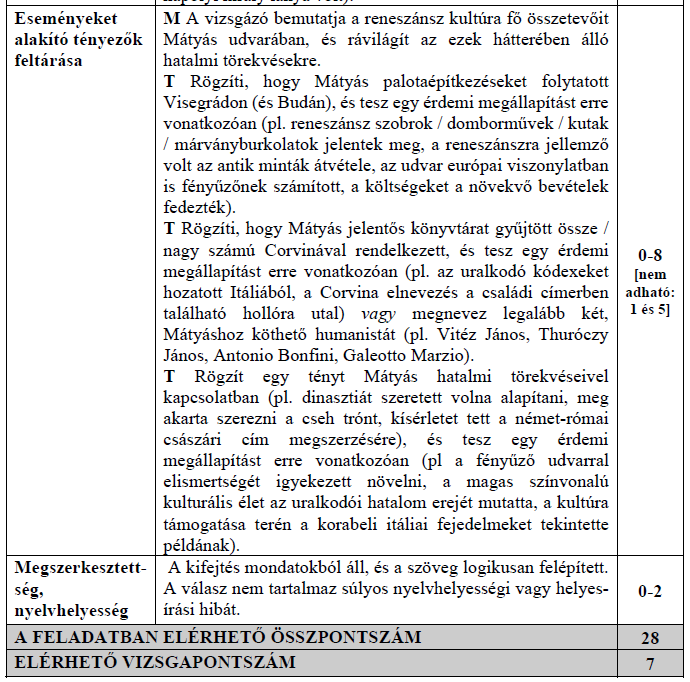 Eseményeket
alakító tényezők
feltárása
M A vizsgázó bemutatja a reneszánsz kultúra fő összetevőit
Mátyás udvarában, és rávilágít az ezek hátterében álló
hatalmi törekvésekre.
T Rögzíti, hogy Mátyás palotaépítkezéseket folytatott
Visegrádon (és Budán), és tesz egy érdemi megállapítást erre
vonatkozóan (pl. reneszánsz szobrok / domborművek / kutak
/ márványburkolatok jelentek meg, a reneszánszra jellemző
volt az antik minták átvétele, az udvar európai viszonylatban
is fényűzőnek számított, a költségeket a növekvő bevételek
fedezték).
T Rögzíti, hogy Mátyás jelentős könyvtárat gyűjtött össze /
nagy számú Corvinával rendelkezett, és tesz egy érdemi
megállapítást erre vonatkozóan (pl. az uralkodó kódexeket
hozatott Itáliából, a Corvina elnevezés a családi címerben
található hollóra utal) vagy megnevez legalább két,
Mátyáshoz köthető humanistát (pl. Vitéz János, Thuróczy
János, Antonio Bonfini, Galeotto Marzio).
T Rögzít egy tényt Mátyás hatalmi törekvéseivel
kapcsolatban (pl. dinasztiát szeretett volna alapítani, meg
akarta szerezni a cseh trónt, kísérletet tett a német-római
császári cím megszerzésére), és tesz egy érdemi
megállapítást erre vonatkozóan (pl a fényűző udvarral
elismertségét igyekezett növelni, a magas színvonalú
kulturális élet az uralkodói hatalom erejét mutatta, a kultúra
támogatása terén a korabeli itáliai fejedelmeket tekintette
példának).
0-8
[nem
adható:
1 és 5]
Megszerkesztett-
ség,
nyelvhelyesség
A kifejtés mondatokból áll, és a szöveg logikusan felépített.
A válasz nem tartalmaz súlyos nyelvhelyességi vagy helyes-
írási hibát.
0-2
A FELADATBAN ELÉRHETŐ ÖSSZPONTSZÁM 28
ELÉRHETŐ VIZSGAPONTSZÁM 7